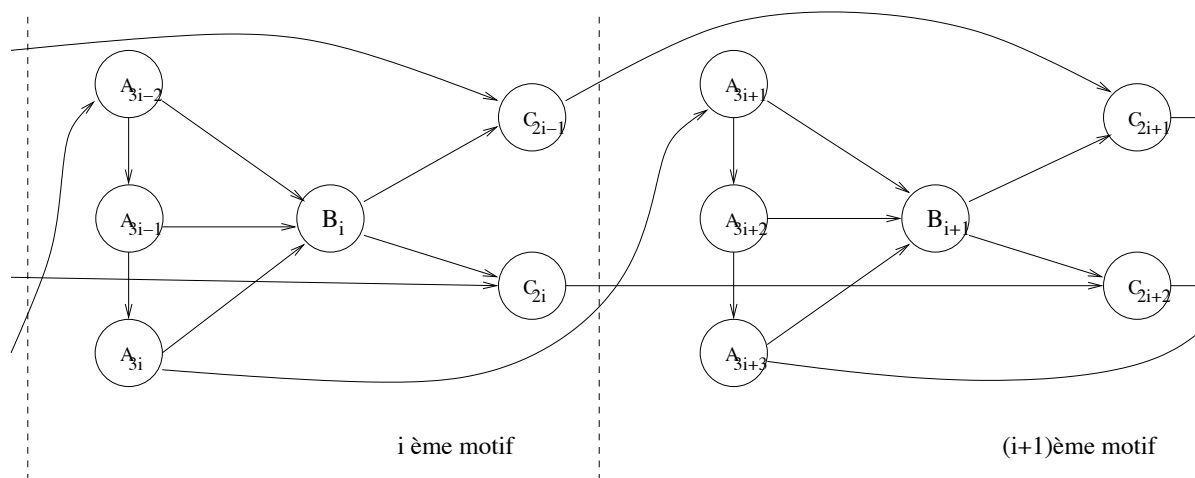 A3i−2
C2i−1
A3i−1
Bi
C2i
A3i
i ème motif
A3i+1
C2i+1
A3i+2
Bi+1
C2i+2
A3i+3
(i+1)ème motif